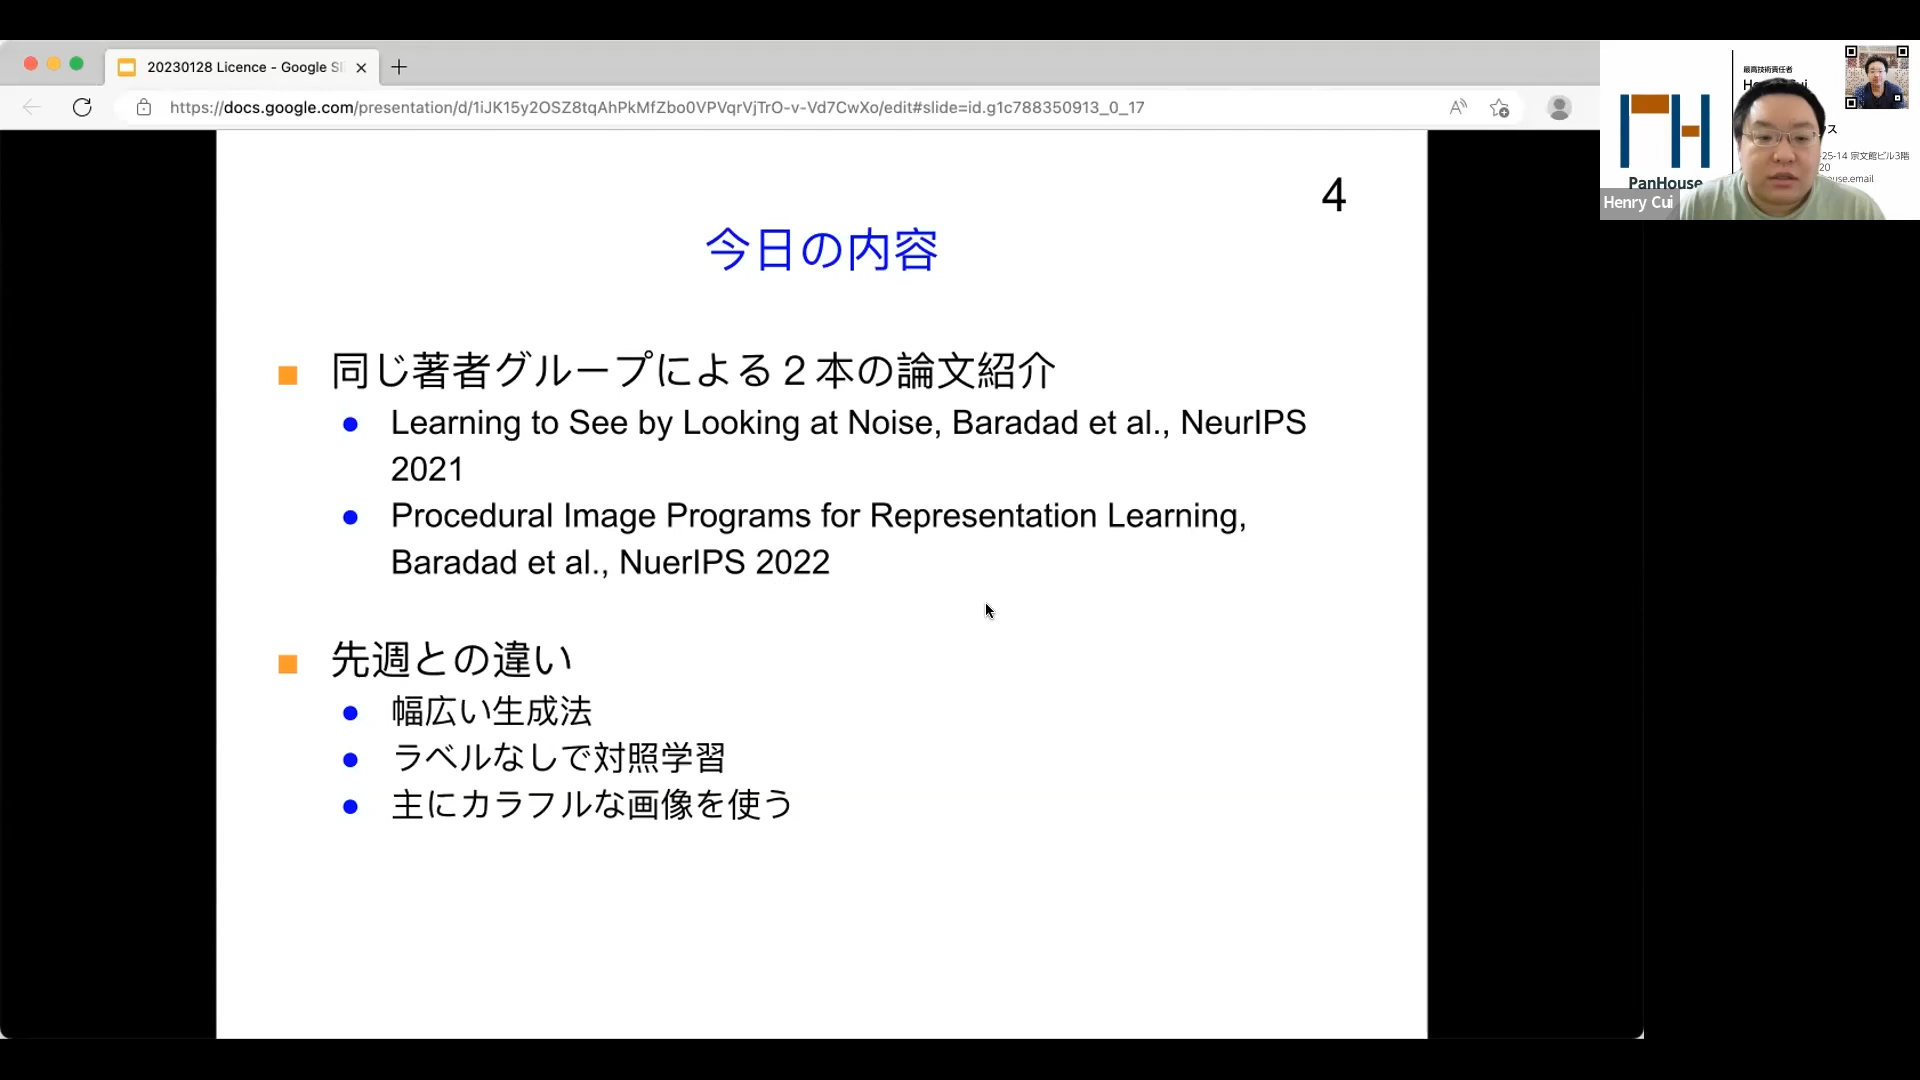 20230128 Licence - Google Sli
https://docs.google.com/presentation/d/1iJK15y2OSZ8tqAhPkMfZbo0VPVqrVjTrO-v-Vd7CwXo/edit#slide=id.g1c788350913_0_17
最高技術責任者
PanHouse
Henry Cui
-25-14 宗文館ビル3階
4
今日の内容
同じ著者グループによる2本の論文紹介
Learning to See by Looking at Noise, Baradad et al., NeurIPS
2021
Procedural Image Programs for Representation Learning,
Baradad et al., NuerIPS 2022
先週との違い
幅広い生成法
ラベルなしで対照学習
主にカラフルな画像を使う